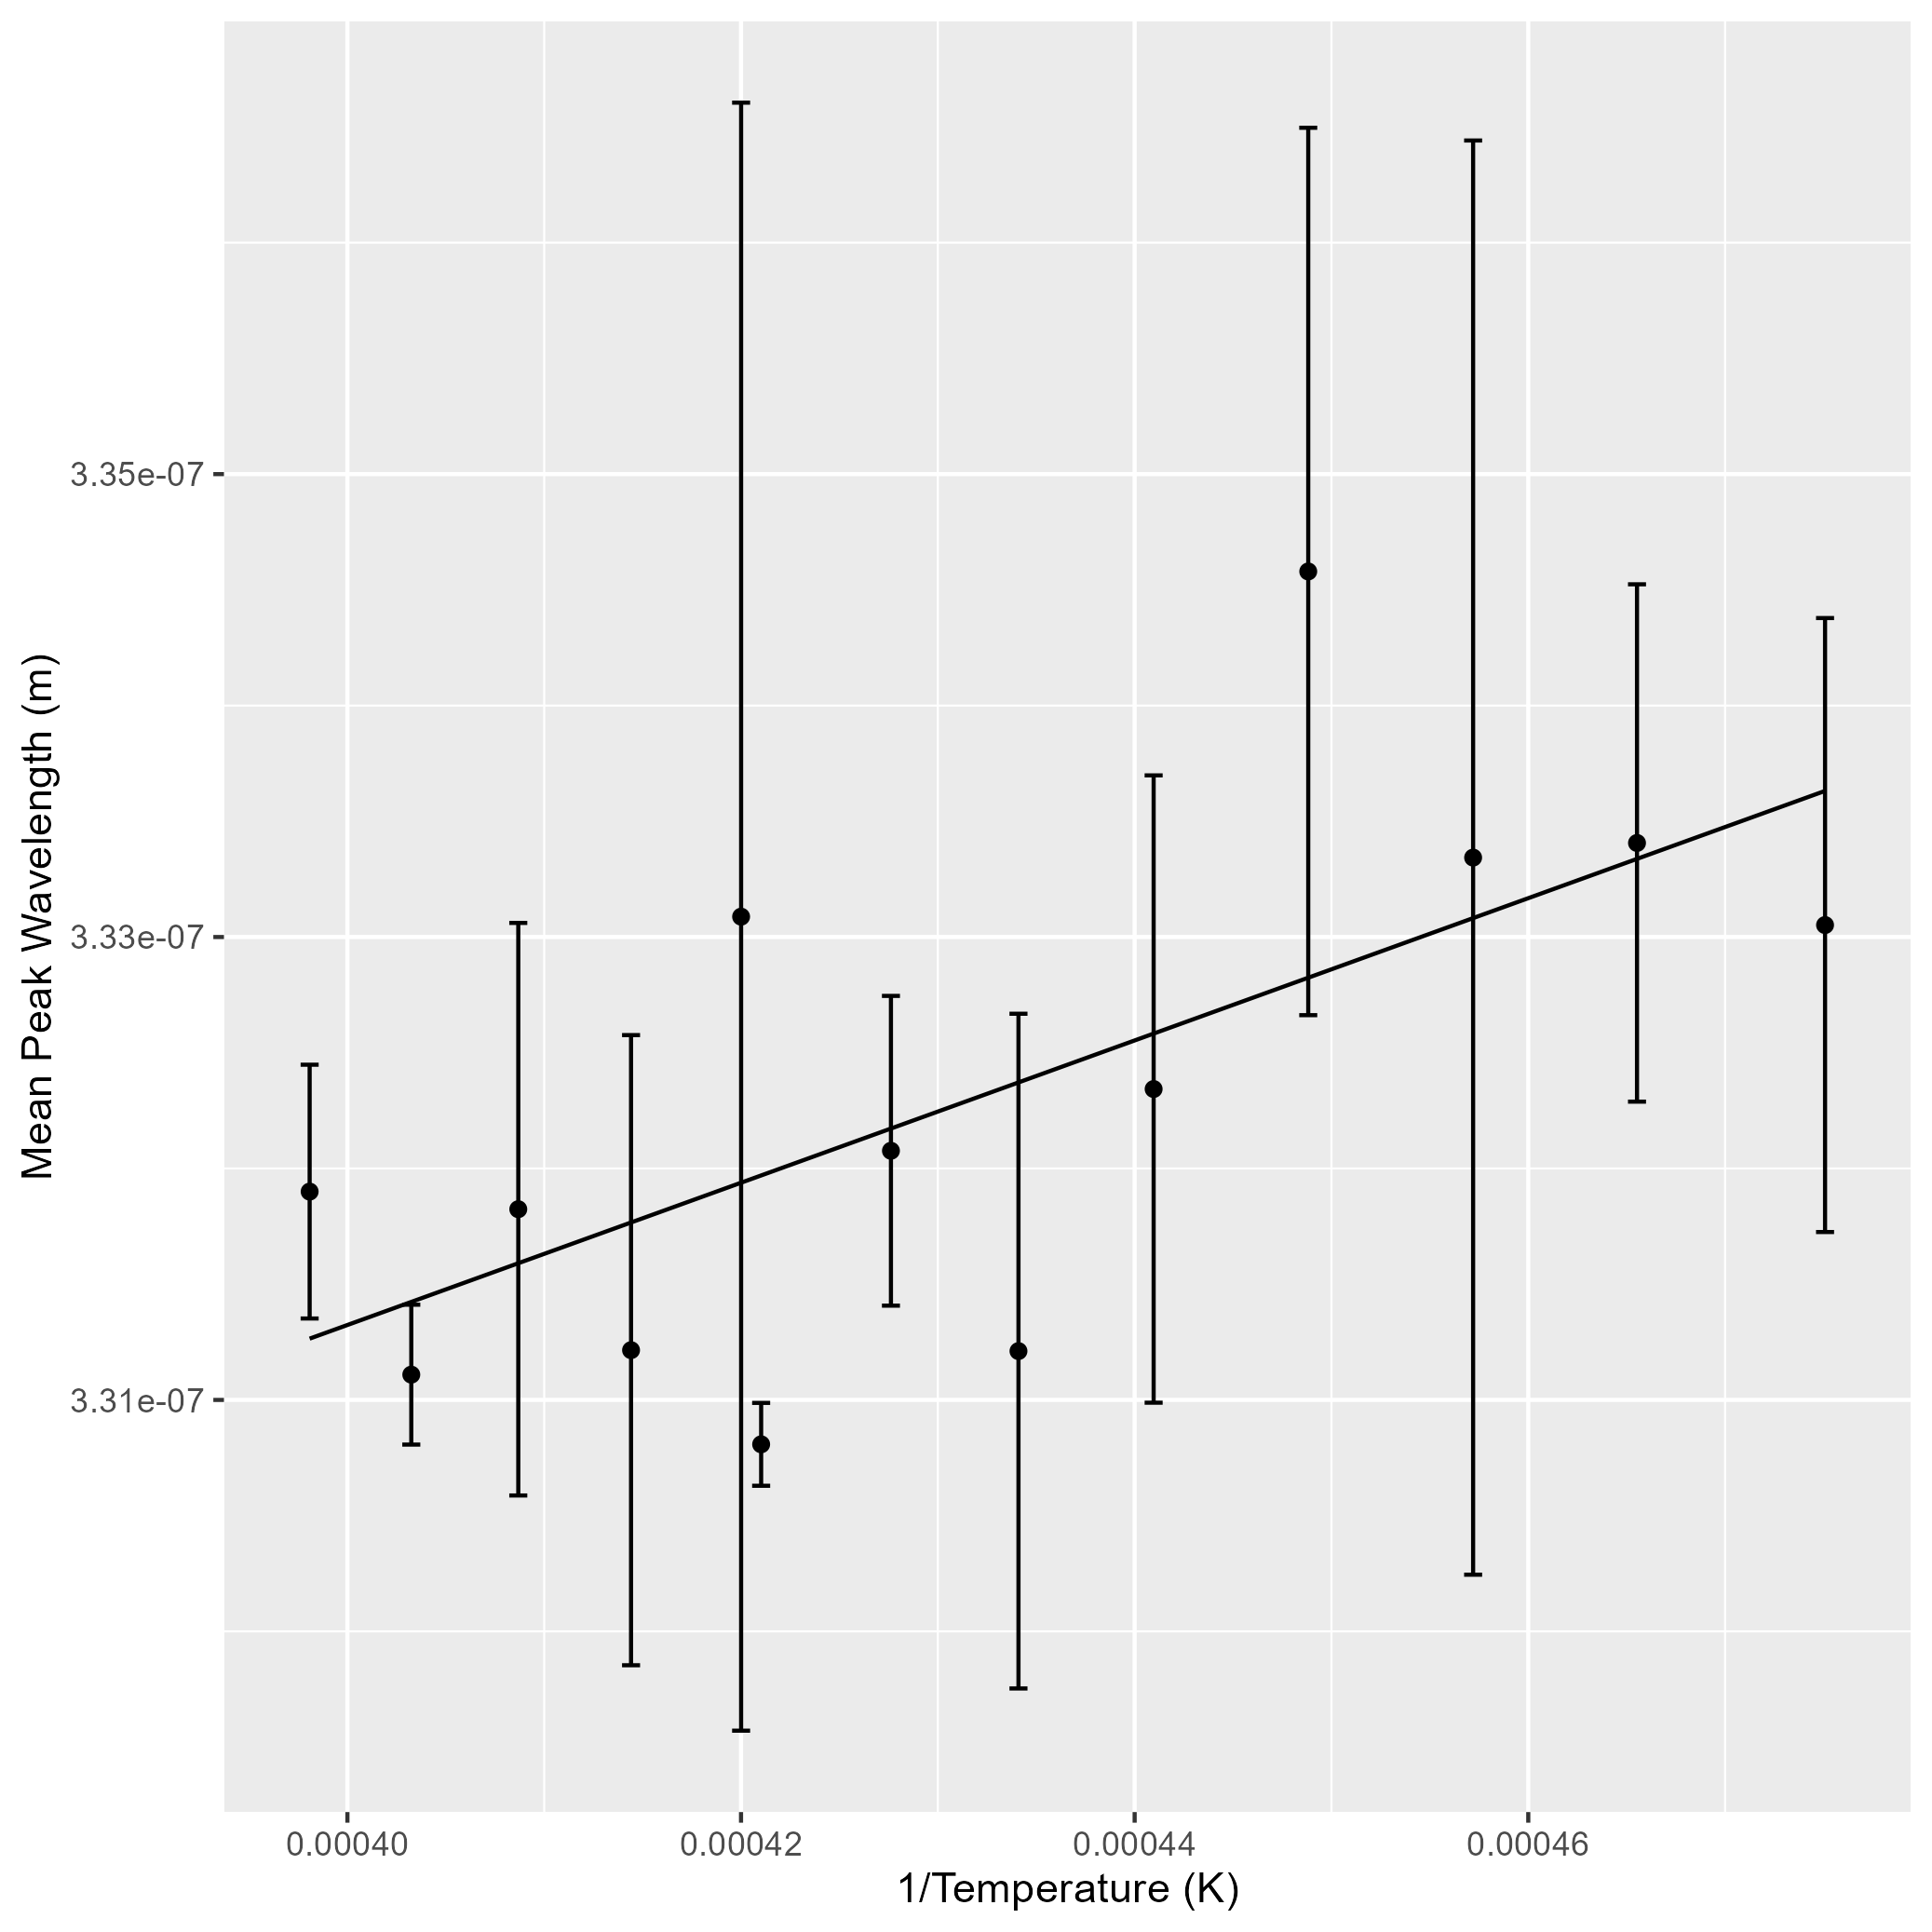 Mean Peak Wavelength (m)
3.35e-07
3.33e-07
3.31e-07
0.00040 0.00042 0.00044 0.00046
1/Temperature (K)